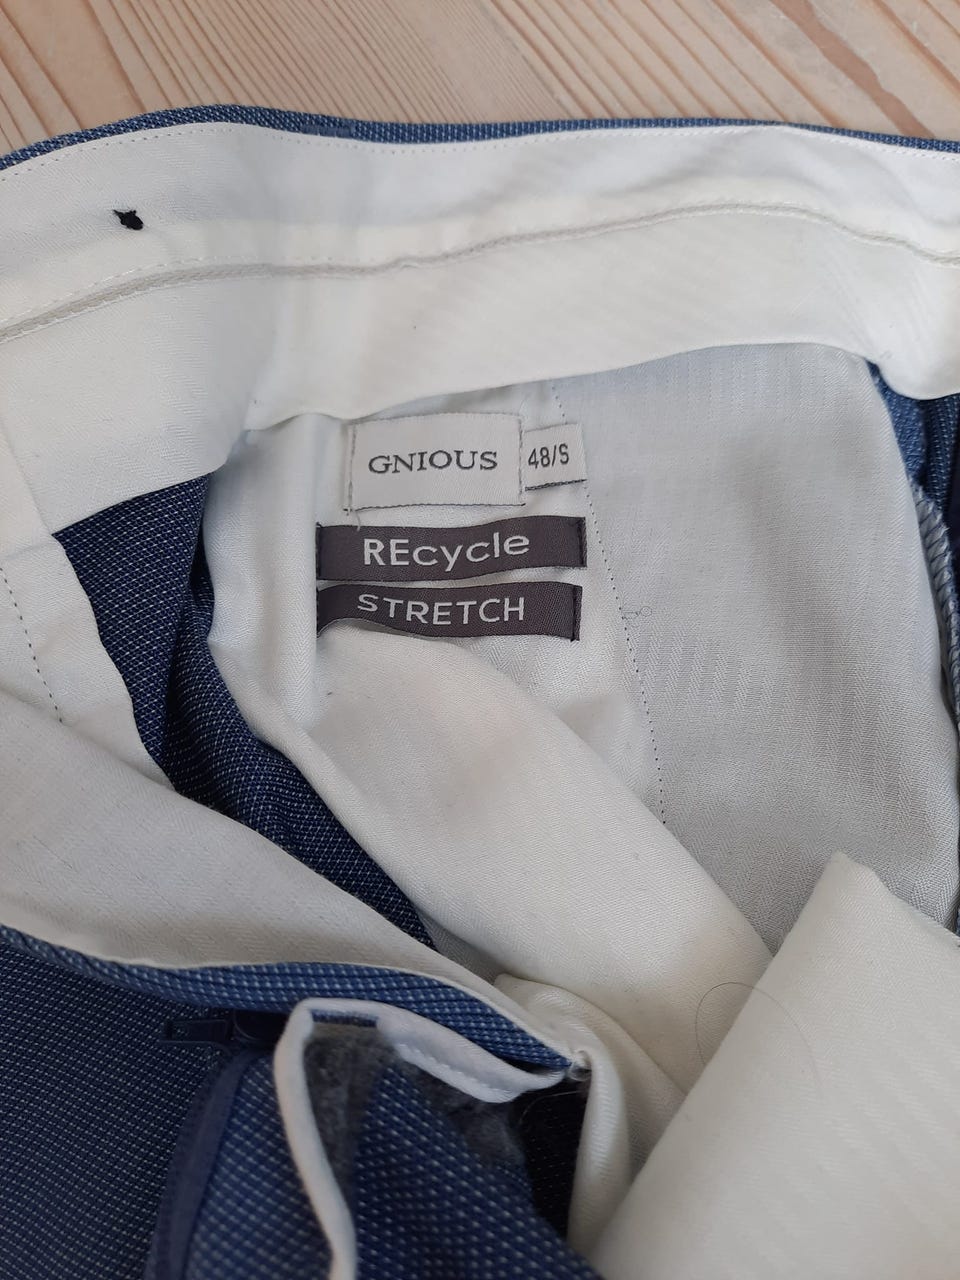 GNIOUS
48/S
REcycle
STRETCH